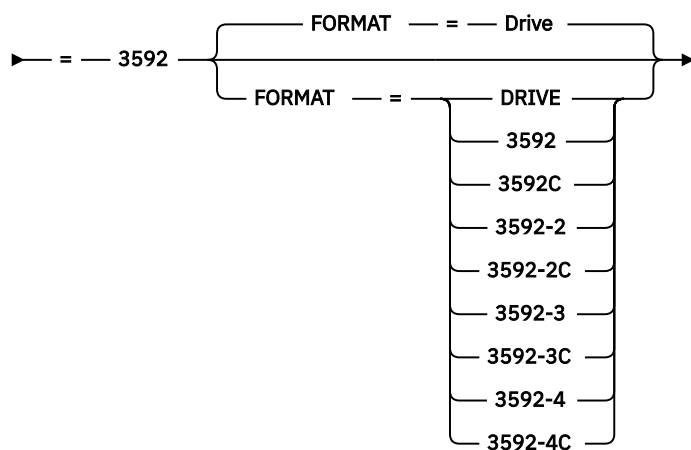 FORMAT = Drive
= 3592
FORMAT = DRIVE
3592
3592C
3592-2
3592-2C
3592-3
3592-3C
3592-4
3592-4C